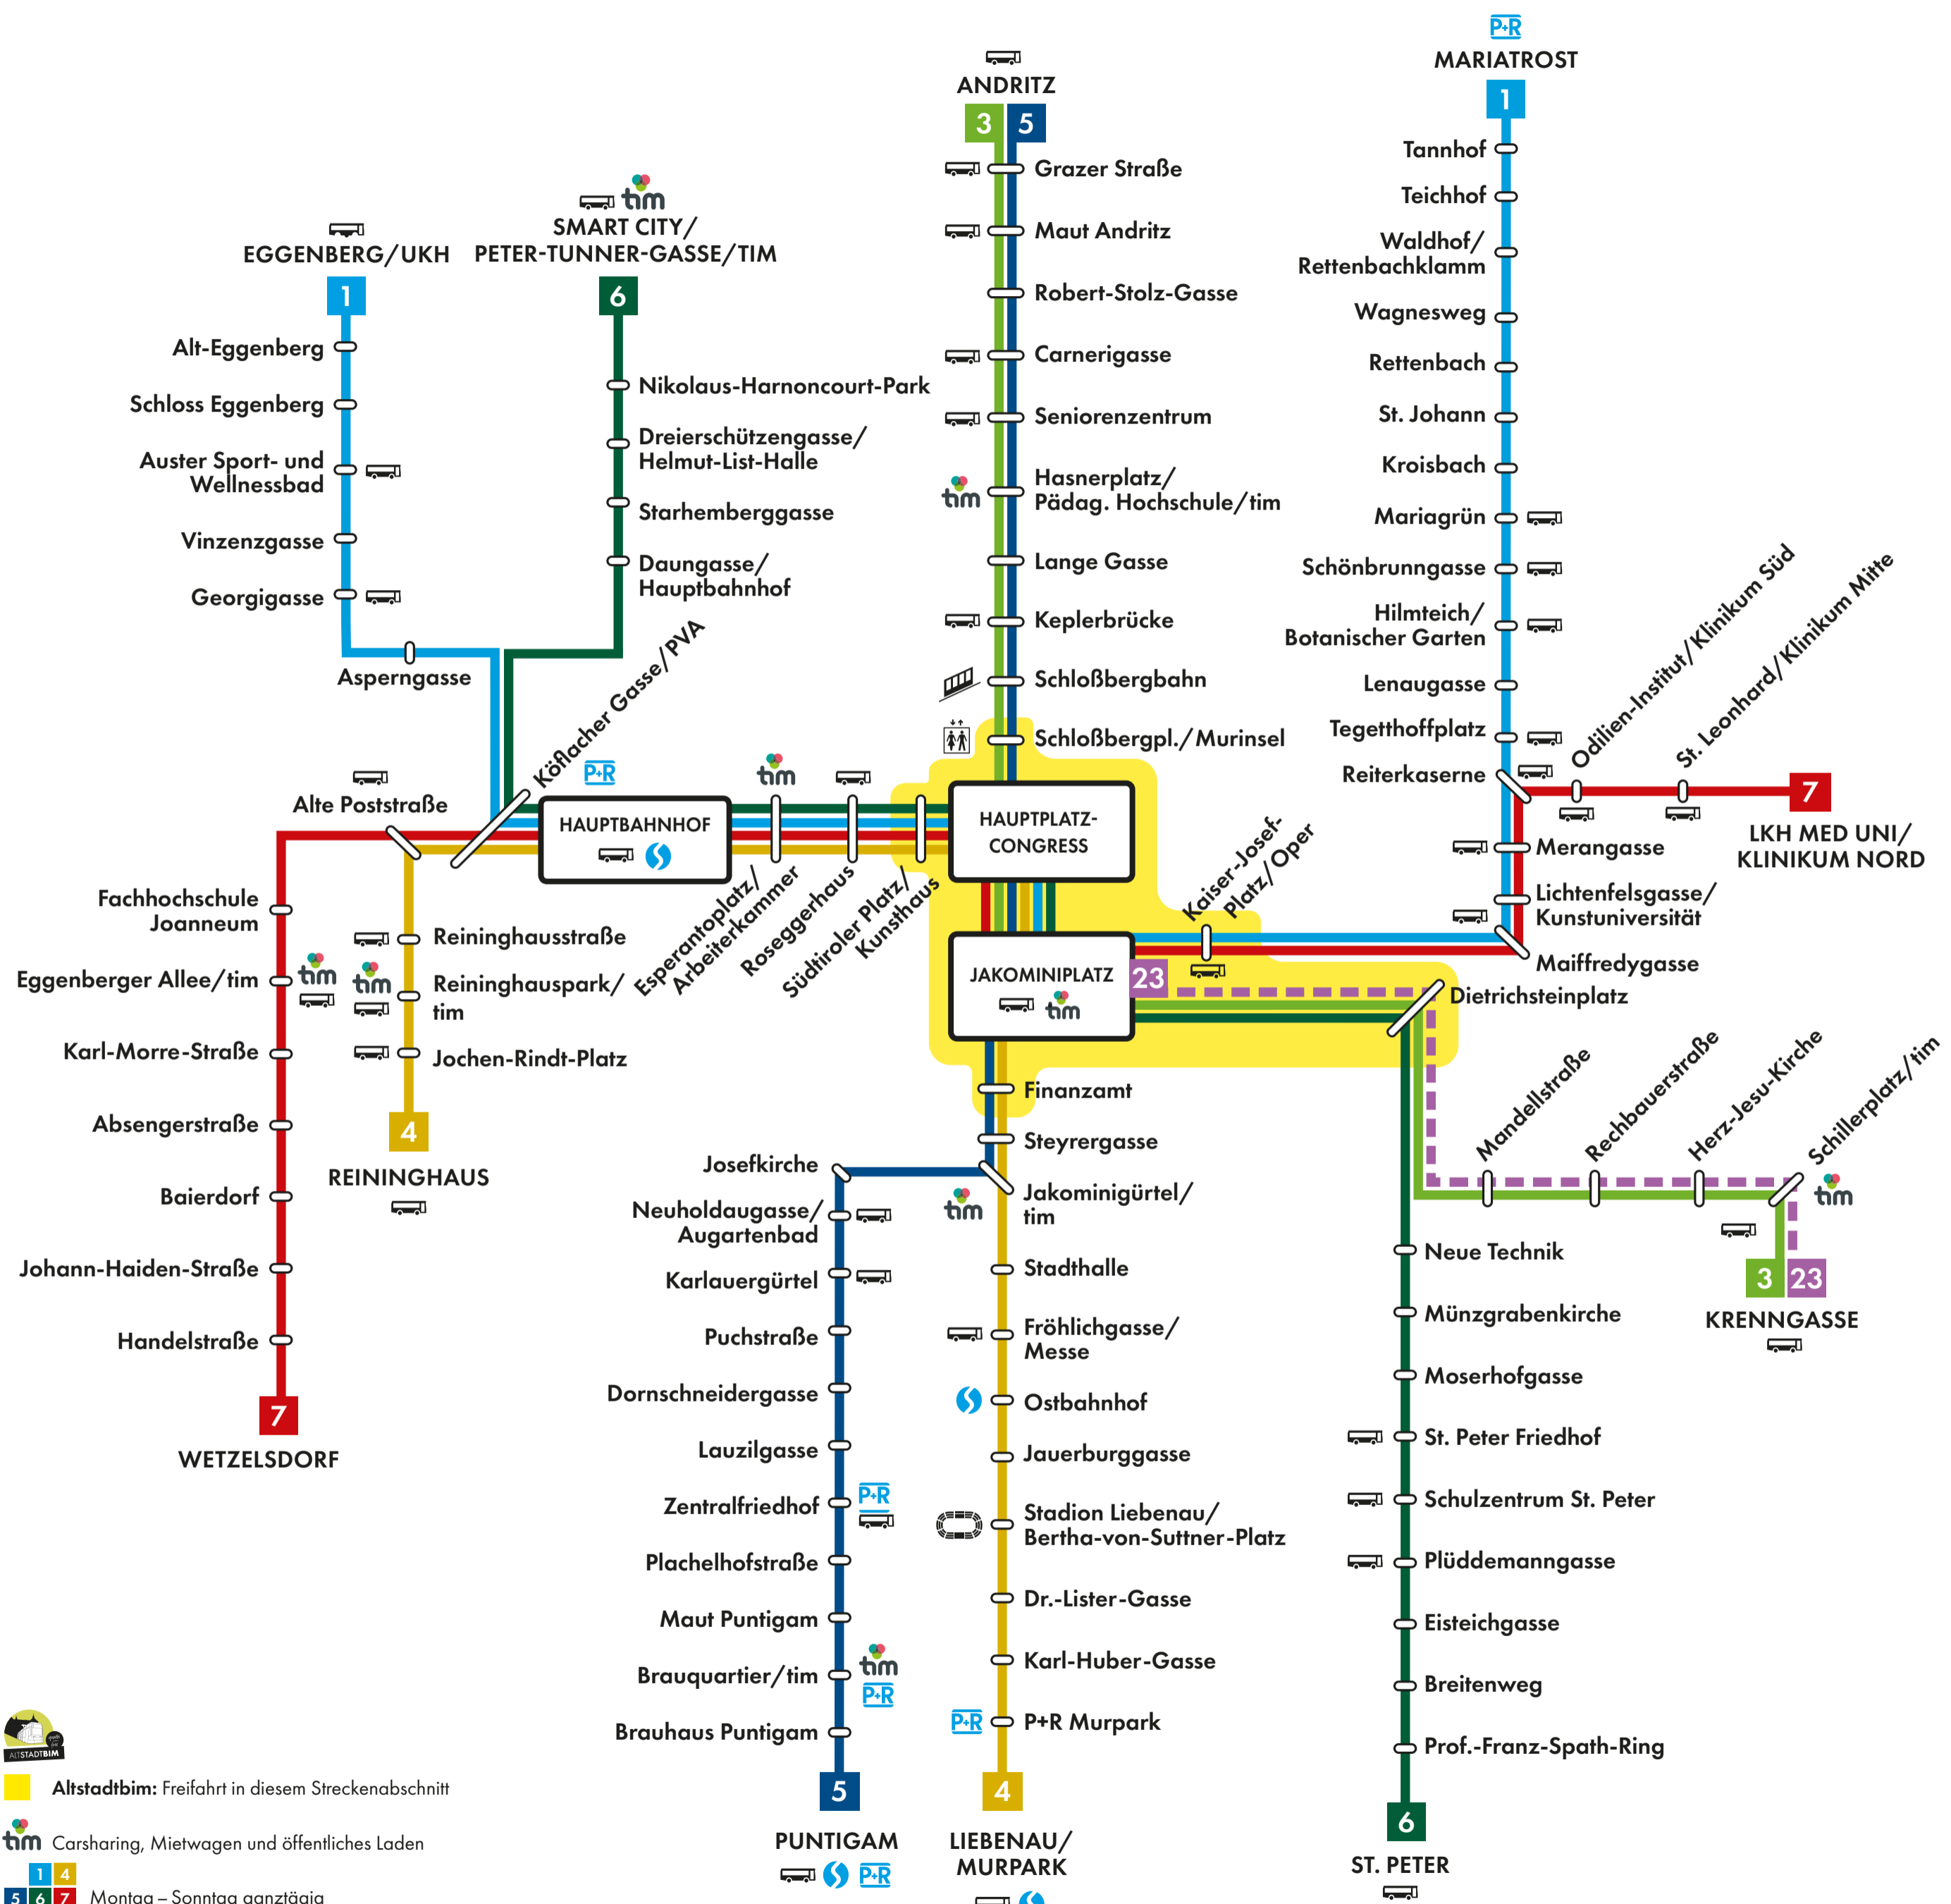 P+R
MARIATROST
1
ANDRITZ
3 5
Grazer Straße
Maut Andritz
Robert-Stolz-Gasse
Carnerigasse
Seniorenzentrum
tim
Hasnerplatz/
Pädag. Hochschule/tim
Lange Gasse
Keplerbrücke
Schloßbergbahn
Schloßbergpl./Murinsel
Tannhof
Teichhof
Waldhof/
Rettenbachklamm
Wagnesweg
Rettenbach
St. Johann
Kroisbach
Mariagrün
Schönbrunngasse
Hilmteich/
Botanischer Garten
Lenaugasse
Tegetthoffplatz
Reiterkaserne
Odilien-Institut/Klinikum Süd
St. Leonhard/Klinikum Mitte
7
LKH MED UNI/
KLINIKUM NORD
Merangasse
Lichtenfelsgasse/
Kunstuniversität
Maiffredygasse
EGGENBERG/UKH
1
Alt-Eggenberg
Schloss Eggenberg
Auster Sport- und
Wellnessbad
Vinzenzgasse
Georgigasse
Asperngasse
tim
SMART CITY/
PETER-TUNNER-GASSE/TIM
6
Nikolaus-Harnoncourt-Park
Dreierschützengasse/
Helmut-List-Halle
Starhemberggasse
Daungasse/
Hauptbahnhof
Köflacher Gasse/PVA
Alte Poststraße
P+R
HAUPTBAHNHOF
tim
Esperantoplatz/
Arbeiterkammer
Roseggerhaus
Südtiroler Platz/
Kunsthaus
HAUPTPLATZ-
CONGRESS
JAKOMINIPLATZ
tim
23
Kaiser-Josef-
Platz/Oper
Dietrichsteinplatz
Fachhochschule
Joanneum
Eggenberger Allee/tim
tim
Karl-Morre-Straße
Absengerstraße
Baierdorf
Johann-Haiden-Straße
Handelstraße
7
WETZELSDORF
Reininghausstraße
tim
Reininghauspark/
tim
Jochen-Rindt-Platz
4
REININGHAUS
Finanzamt
Steyrergasse
Jakominigürtel/
tim
tim
Stadthalle
Fröhlichgasse/
Messe
Ostbahnhof
Jauerburggasse
Stadion Liebenau/
Bertha-von-Suttner-Platz
Dr.-Lister-Gasse
Karl-Huber-Gasse
P+R
P+R Murpark
4
LIEBENAU/
MURPARK
Josefkirche
Neuholdaugasse/
Augartenbad
Karlauergürtel
Puchstraße
Dornschneidergasse
Lauzilgasse
Zentralfriedhof
P+R
Plachelhofstraße
Maut Puntigam
Brauquartier/tim
tim
P+R
Brauhaus Puntigam
5
PUNTIGAM
P+R
Mandellstraße
Rechbauerstraße
Herz-Jesu-Kirche
Schillerplatz/tim
tim
3 23
KRENNGASSE
Neue Technik
Münzgrabenkirche
Moserhofgasse
St. Peter Friedhof
Schulzentrum St. Peter
Plüddemanngasse
Eisteichgasse
Breitenweg
Prof.-Franz-Spath-Ring
6
ST. PETER
ALTSTADTBIM
Altstadtbim: Freifahrt in diesem Streckenabschnitt
tim Carsharing, Mietwagen und öffentliches Laden
1 4
5 6 7 Montag – Sonntag ganztägig